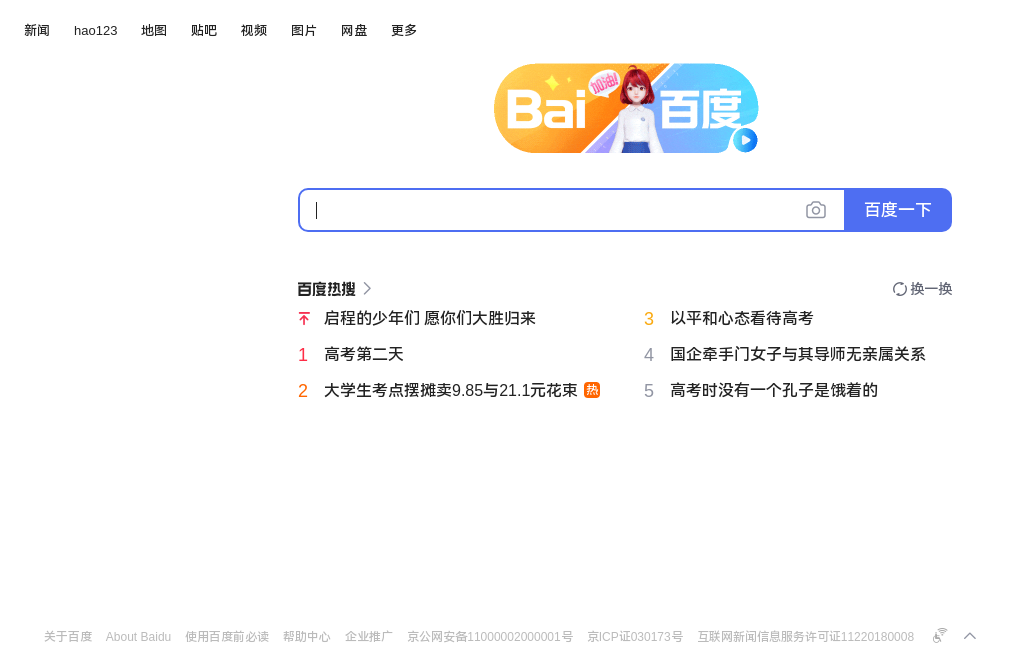 新闻 hao123 地图 贴吧 视频 图片 网盘 更多
加油!
Bai 百度
百度一下
百度热搜
换一换
启程的少年们 愿你们大胜归来
3 以平和心态看待高考
1 高考第二天
4 国企牵手门女子与其导师无亲属关系
2 大学生考点摆摊卖9.85与21.1元花束 热
5 高考时没有一个孔子是饿着的
关于百度 About Baidu 使用百度前必读 帮助中心 企业推广 京公网安备11000002000001号 京ICP证030173号 互联网新闻信息服务许可证11220180008